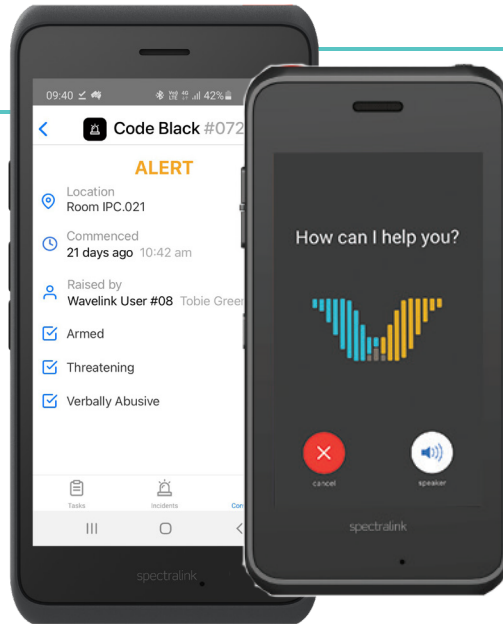 09:40
42%
Code Black #072
ALERT
Location
Room IPC.021
Commenced
21 days ago 10:42 am
Raised by
Wavelink User #08 Tobie Gree
Armed
Threatening
Verbally Abusive
Tasks
Incidents
spectralink
How can I help you?
cancel
speaker
spectralink